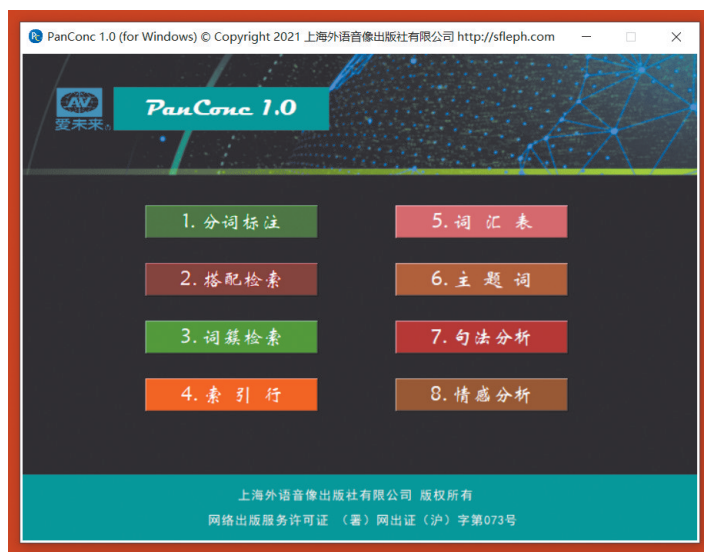 PanConc 1.0 (for Windows) © Copyright 2021 上海外语音像出版社有限公司 http://sfleph.com
AV
爱未来
PanConc 1.0
1. 分词标注
5. 词 汇 表
2. 搭配检索
6. 主 题 词
3. 词簇检索
7. 句法分析
4. 索 引 行
8. 情感分析
上海外语音像出版社有限公司 版权所有
网络出版服务许可证 （署）网出证（沪）字第073号